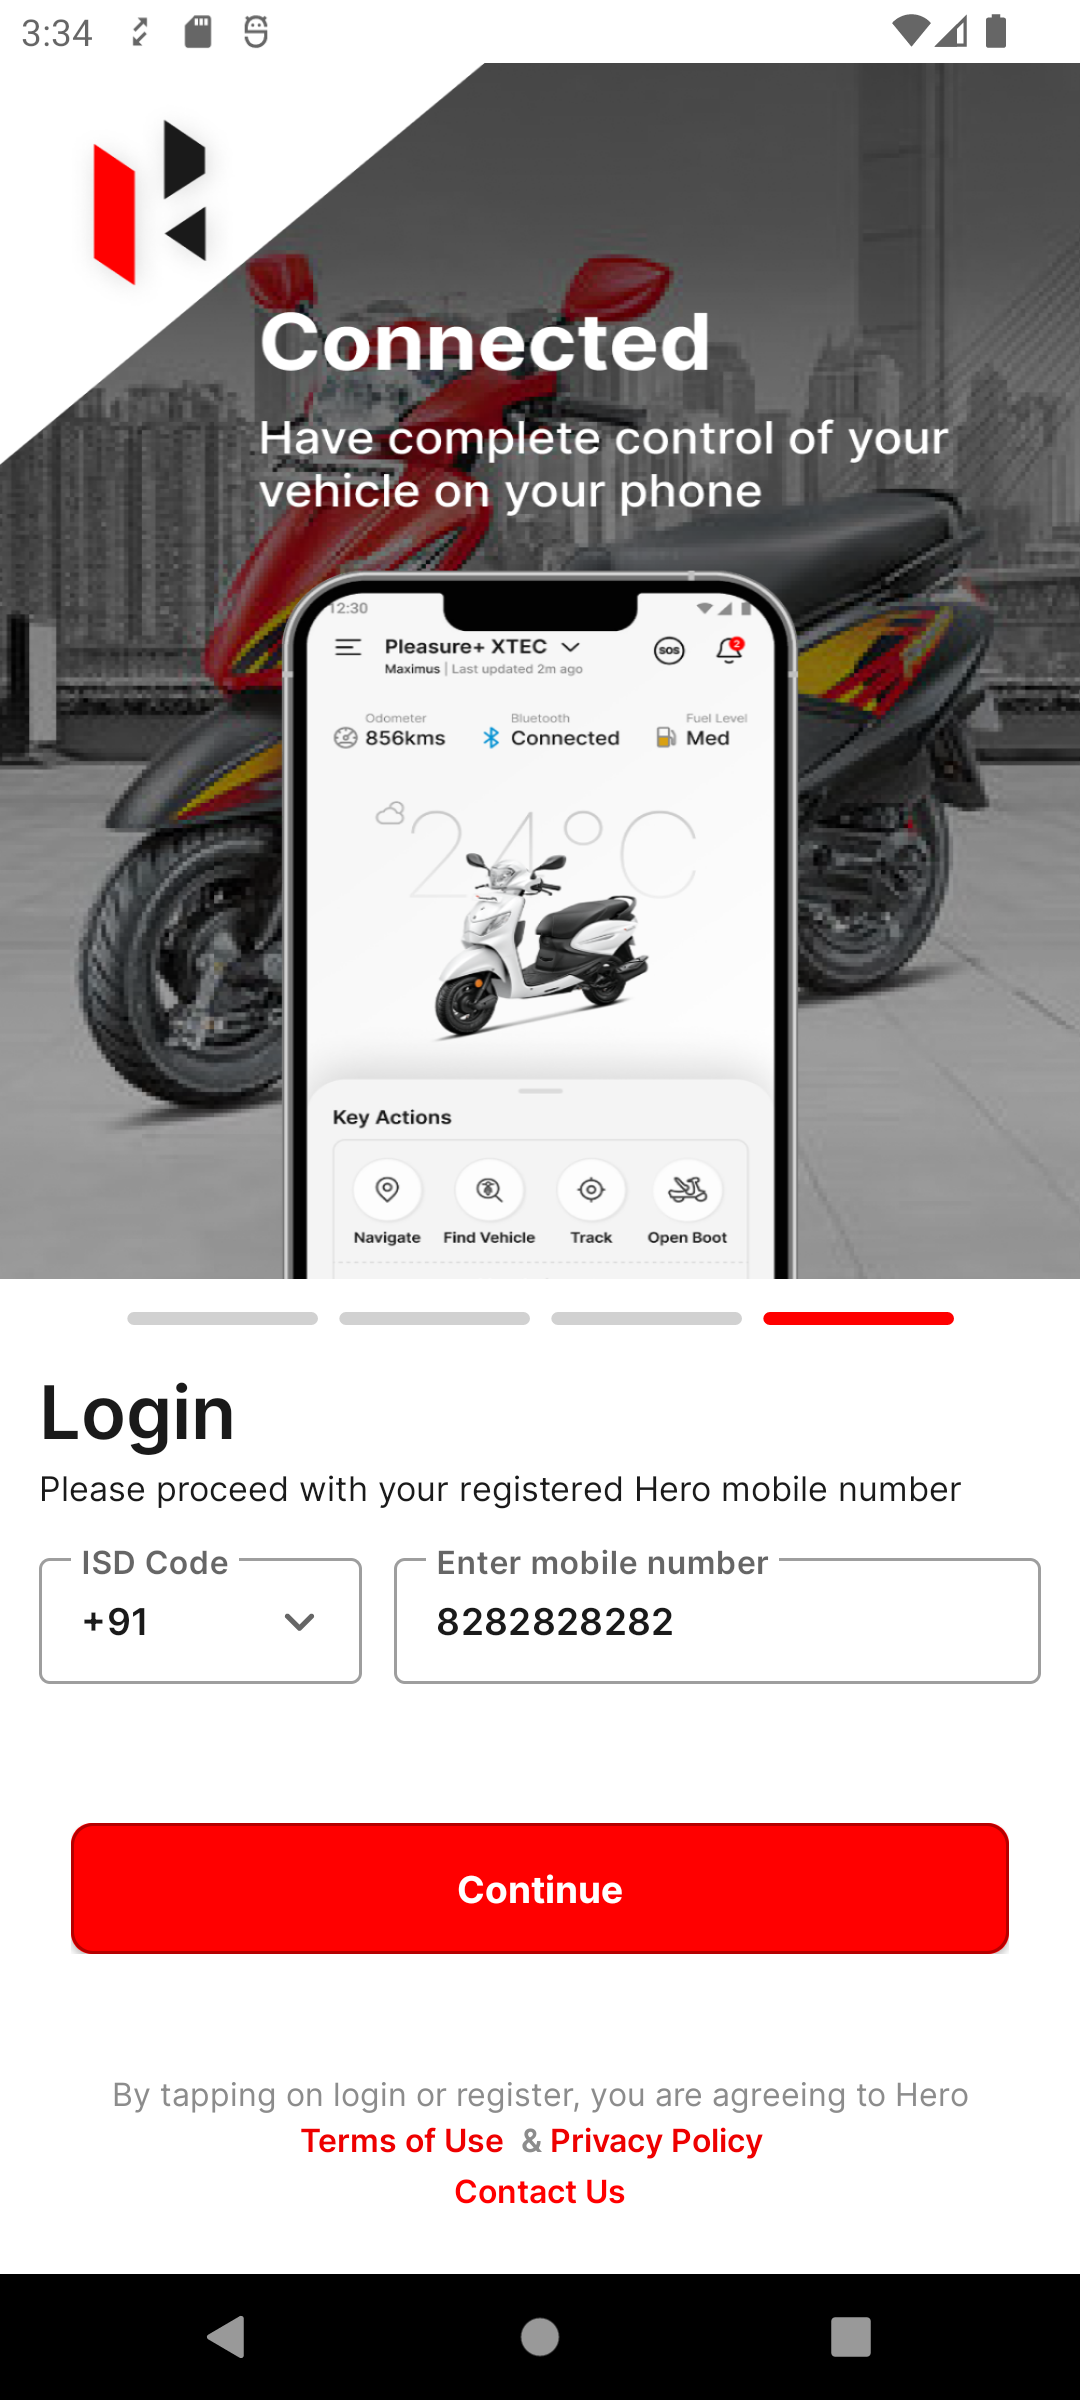 3:34
Connected
Have complete control of your
vehicle on your phone
12:30
Pleasure+ XTEC
SOS
2
Maximus | Last updated 2m ago
Odometer
856kms
Bluetooth
Connected
Fuel Level
Med
24°C
Key Actions
Navigate
Find Vehicle
Track
Open Boot
Login
Please proceed with your registered Hero mobile number
ISD Code
+91
Enter mobile number
8282828282
Continue
By tapping on login or register, you are agreeing to Hero
Terms of Use & Privacy Policy
Contact Us